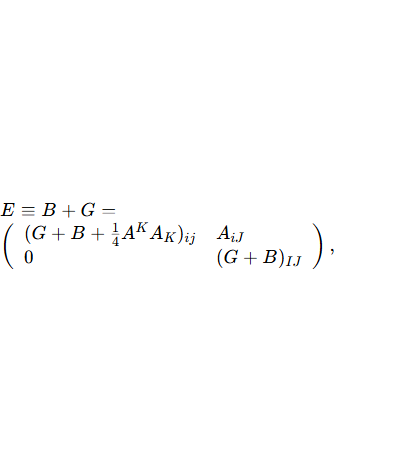 E ≡ B + G =
( (G + B + 1/4 A^K A_K)_{ij} A_{iJ}
0 (G + B)_{IJ} ) ,